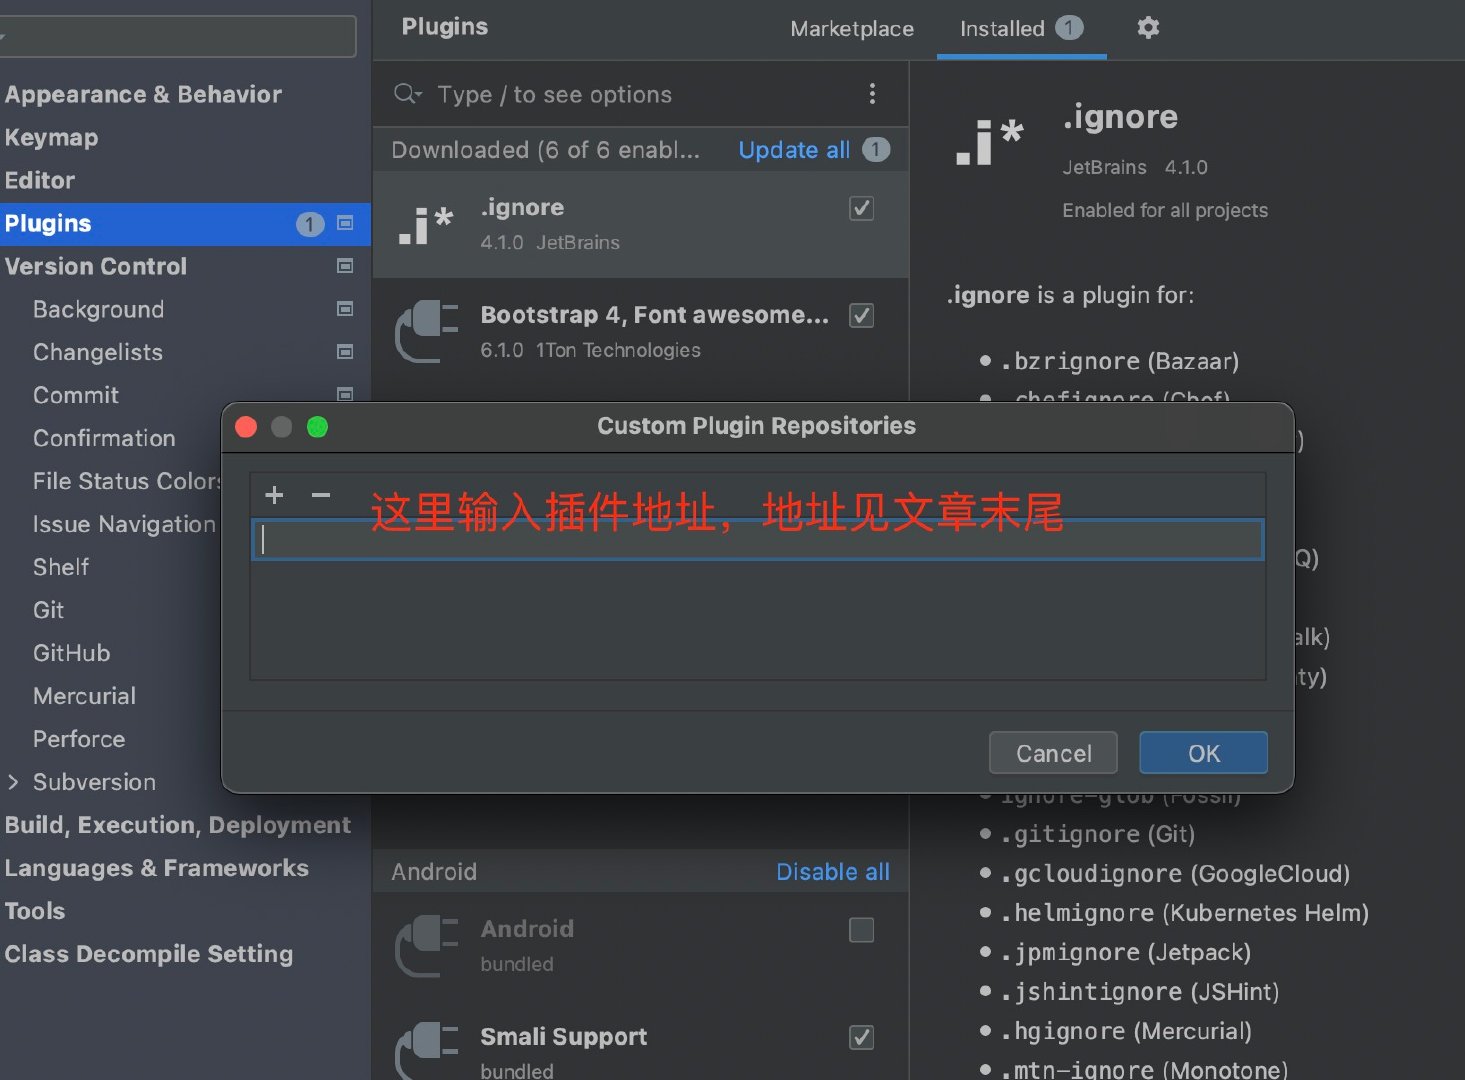 Plugins
Marketplace
Installed 1
Appearance & Behavior
Keymap
Editor
Plugins 1
Version Control
Background
Changelists
Commit
Confirmation
File Status Colors
Issue Navigation
Shelf
Git
GitHub
Mercurial
Perforce
Subversion
Build, Execution, Deployment
Languages & Frameworks
Tools
Class Decompile Setting
Type / to see options
Downloaded (6 of 6 enabl... Update all 1
.i* .ignore
4.1.0 JetBrains
Bootstrap 4, Font awesome...
6.1.0 1Ton Technologies
Custom Plugin Repositories
+ −
这里输入插件地址，地址见文章末尾
Cancel OK
Android Disable all
Android
bundled
Smali Support
bundled
.i* .ignore
JetBrains 4.1.0
Enabled for all projects
.ignore is a plugin for:
.bzrignore (Bazaar)
.chefignore (Chef)
)
Q)
alk)
ty)
ignore-glob (Fossil)
.gitignore (Git)
.gcloudignore (GoogleCloud)
.helmignore (Kubernetes Helm)
.jpmignore (Jetpack)
.jshintignore (JSHint)
.hgignore (Mercurial)
.mtn-ignore (Monotone)